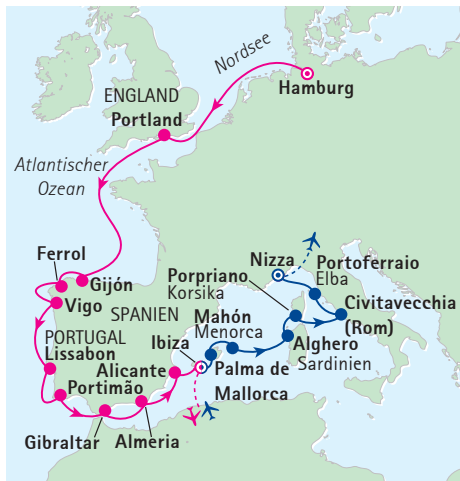 Nordsee
Hamburg
ENGLAND
Portland
Atlantischer
Ozean
Ferrol
Gijón
Vigo
SPANIEN
PORTUGAL
Lissabon
Portimão
Gibraltar
Almeria
Alicante
Ibiza
Palma de
Mallorca
Mahón
Menorca
Alghero
Sardinien
Porpriano
Korsika
Civitavecchia
(Rom)
Portoferraio
Elba
Nizza